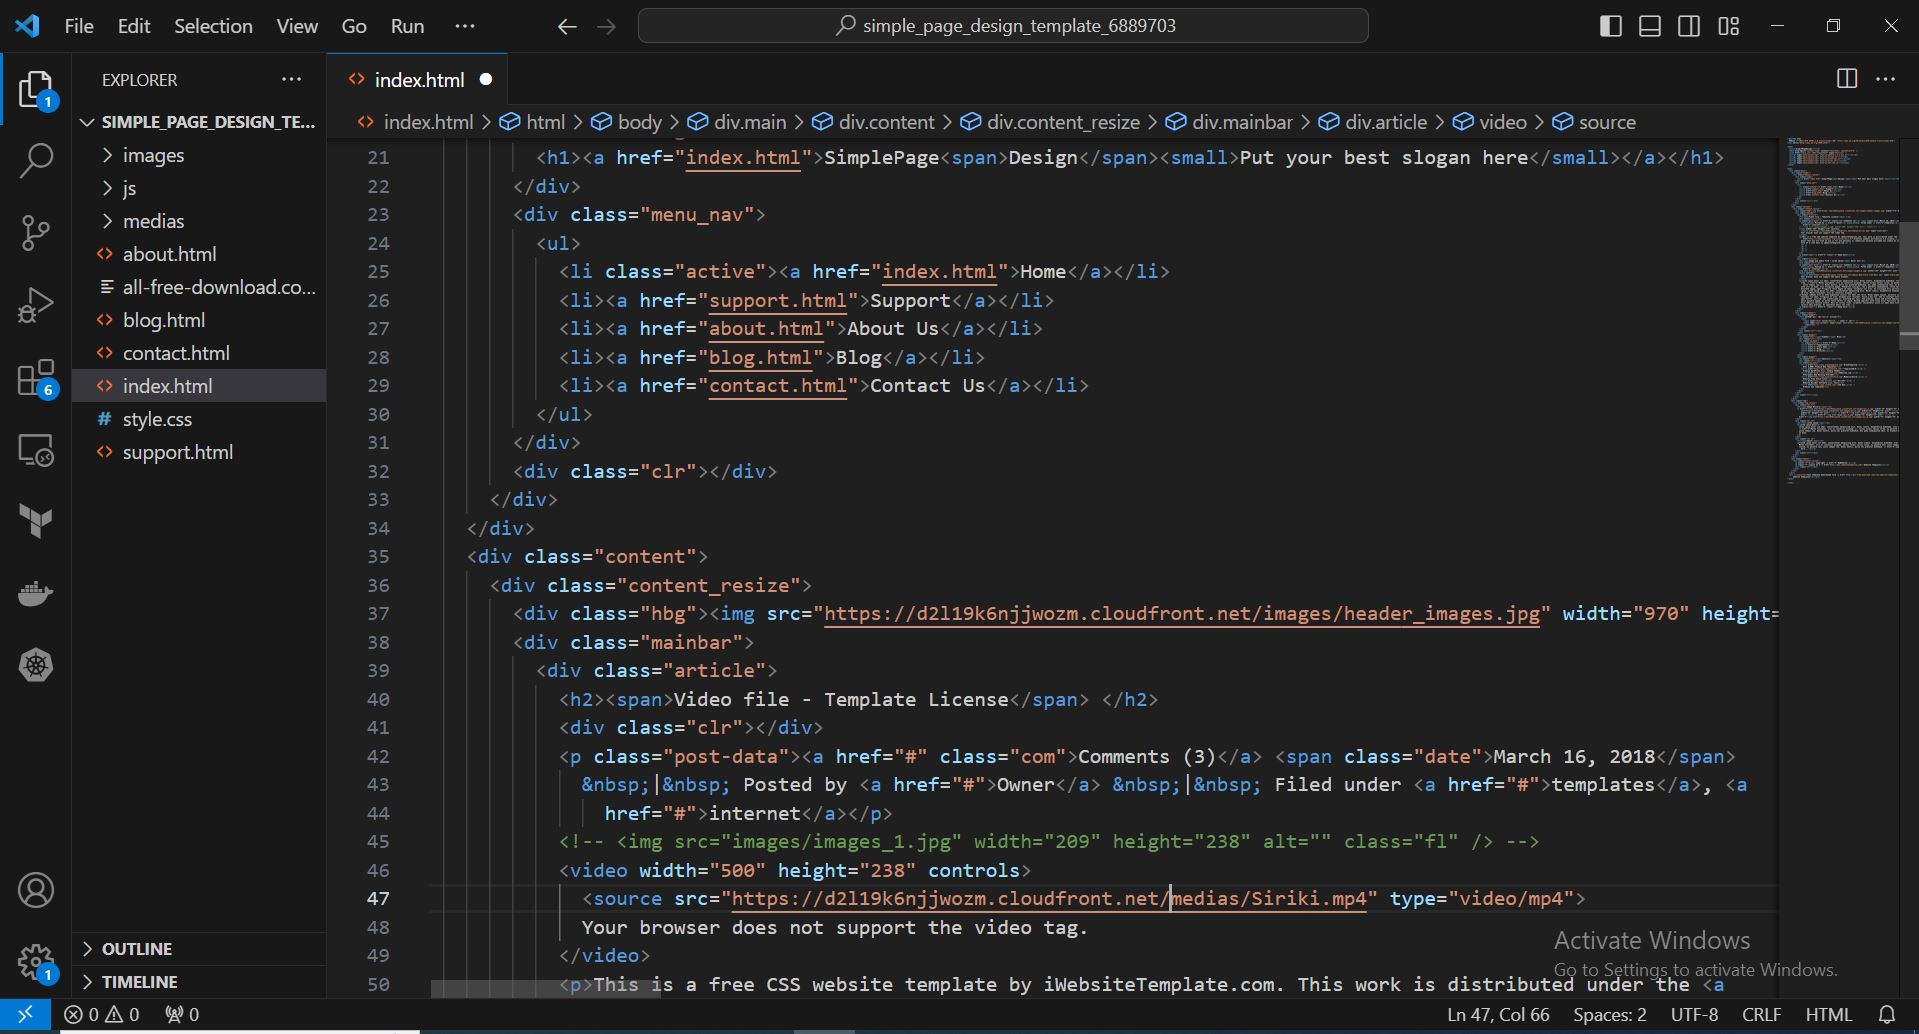 File Edit Selection View Go Run ··· simple_page_design_template_6889703
EXPLORER ···
index.html
SIMPLE_PAGE_DESIGN_TE...
images
js
medias
about.html
all-free-download.co...
blog.html
contact.html
index.html
style.css
support.html
OUTLINE
TIMELINE
1
6
1
index.html > html > body > div.main > div.content > div.content_resize > div.mainbar > div.article > video > source
21 <h1><a href="index.html">SimplePage<span>Design</span><small>Put your best slogan here</small></a></h1>
22 </div>
23 <div class="menu_nav">
24 <ul>
25 <li class="active"><a href="index.html">Home</a></li>
26 <li><a href="support.html">Support</a></li>
27 <li><a href="about.html">About Us</a></li>
28 <li><a href="blog.html">Blog</a></li>
29 <li><a href="contact.html">Contact Us</a></li>
30 </ul>
31 </div>
32 <div class="clr"></div>
33 </div>
34 </div>
35 <div class="content">
36 <div class="content_resize">
37 <div class="hbg"><img src="https://d2l19k6njjwozm.cloudfront.net/images/header_images.jpg" width="970" height=
38 <div class="mainbar">
39 <div class="article">
40 <h2><span>Video file - Template License</span> </h2>
41 <div class="clr"></div>
42 <p class="post-data"><a href="#" class="com">Comments (3)</a> <span class="date">March 16, 2018</span>
43 &nbsp;|&nbsp; Posted by <a href="#">Owner</a> &nbsp;|&nbsp; Filed under <a href="#">templates</a>, <a
44 href="#">internet</a></p>
45 <!-- <img src="images/images_1.jpg" width="209" height="238" alt="" class="fl" /> -->
46 <video width="500" height="238" controls>
47 <source src="https://d2l19k6njjwozm.cloudfront.net/medias/Siriki.mp4" type="video/mp4">
48 Your browser does not support the video tag.
49 </video>
50 <p>This is a free CSS website template by iWebsiteTemplate.com. This work is distributed under the <a
Activate Windows
Go to Settings to activate Windows.
0 0 0 Ln 47, Col 66 Spaces: 2 UTF-8 CRLF HTML